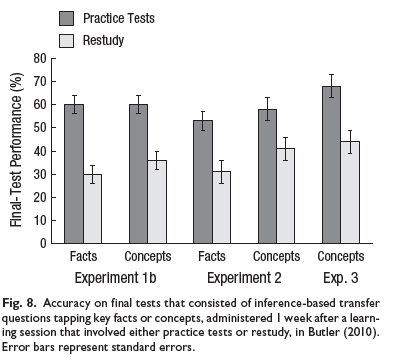 Practice Tests
Restudy
Final-Test Performance (%)
80
70
60
50
40
30
20
10
0
Facts Concepts Facts Concepts Concepts
Experiment 1b Experiment 2 Exp. 3
Fig. 8. Accuracy on final tests that consisted of inference-based transfer
questions tapping key facts or concepts, administered 1 week after a learn-
ing session that involved either practice tests or restudy, in Butler (2010).
Error bars represent standard errors.